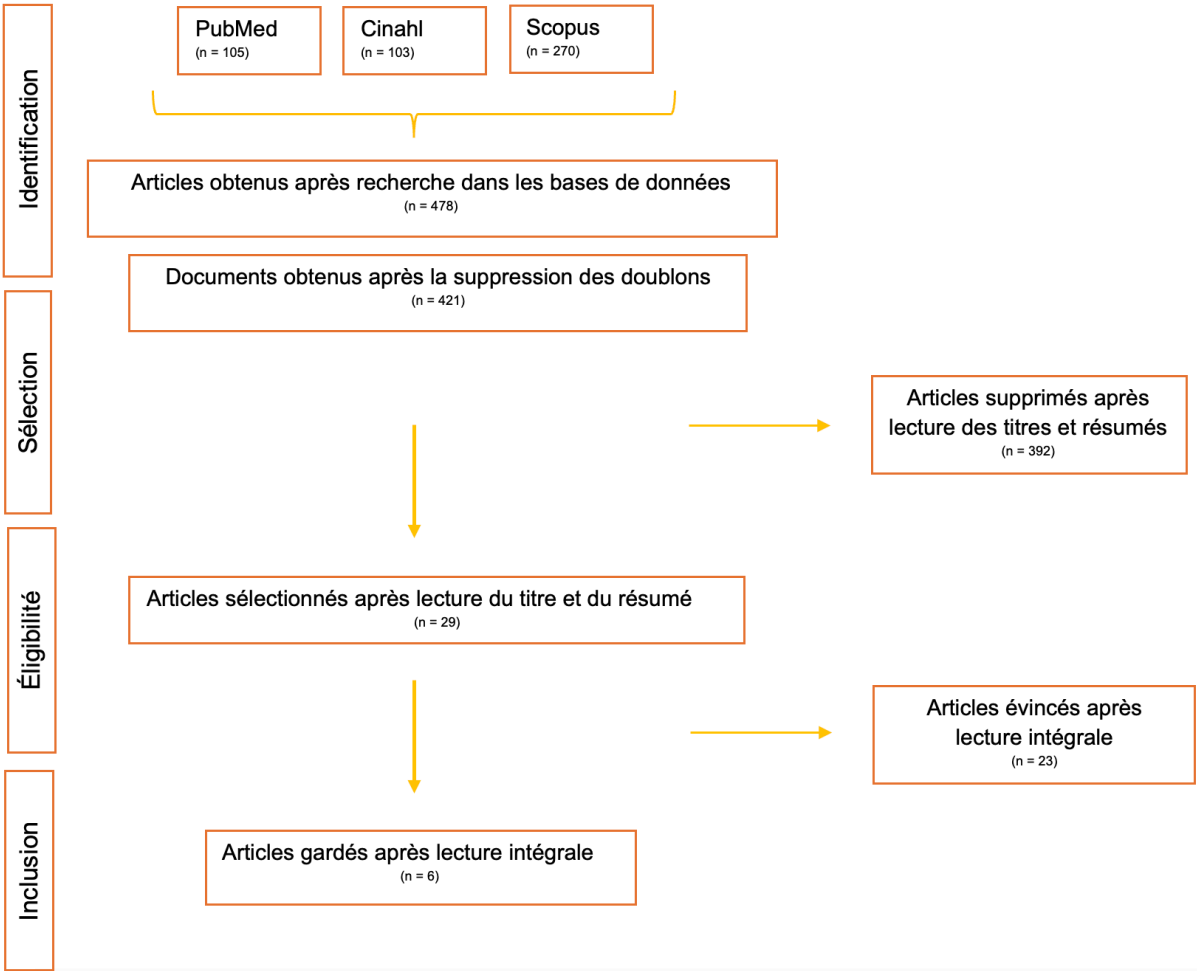 PubMed
(n = 105)
Cinahl
(n = 103)
Scopus
(n = 270)
Identification
Articles obtenus après recherche dans les bases de données
(n = 478)
Documents obtenus après la suppression des doublons
(n = 421)
Sélection
Articles supprimés après
lecture des titres et résumés
(n = 392)
Éligibilité
Articles sélectionnés après lecture du titre et du résumé
(n = 29)
Articles évincés après
lecture intégrale
(n = 23)
Inclusion
Articles gardés après lecture intégrale
(n = 6)